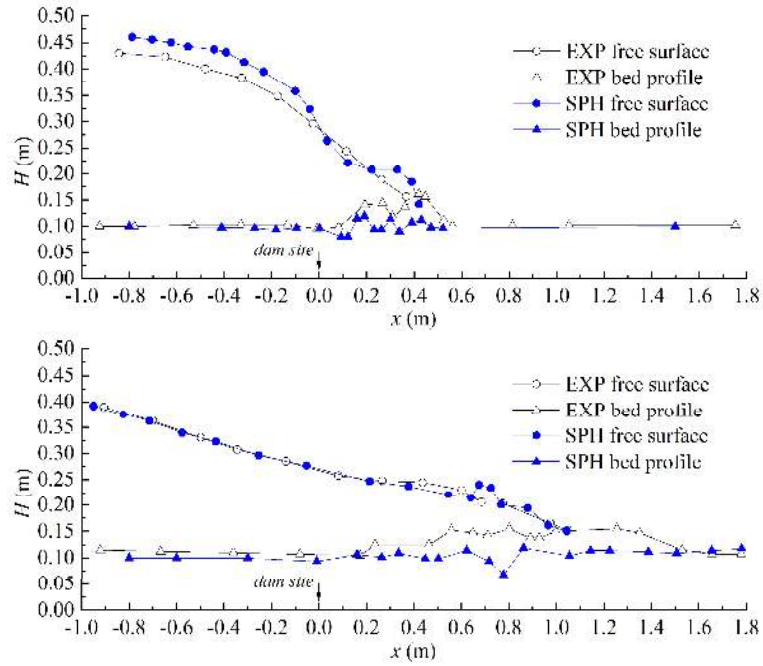 0.50
0.45
0.40
0.35
0.30
0.25
0.20
0.15
0.10
0.05
0.00
H (m)
EXP free surface
EXP bed profile
SPH free surface
SPH bed profile
dam site
-1.0 -0.8 -0.6 -0.4 -0.2 0.0 0.2 0.4 0.6 0.8 1.0 1.2 1.4 1.6 1.8
x (m)
0.50
0.45
0.40
0.35
0.30
0.25
0.20
0.15
0.10
0.05
0.00
H (m)
EXP free surface
EXP bed profile
SPH free surface
SPH bed profile
dam site
-1.0 -0.8 -0.6 -0.4 -0.2 0.0 0.2 0.4 0.6 0.8 1.0 1.2 1.4 1.6 1.8
x (m)